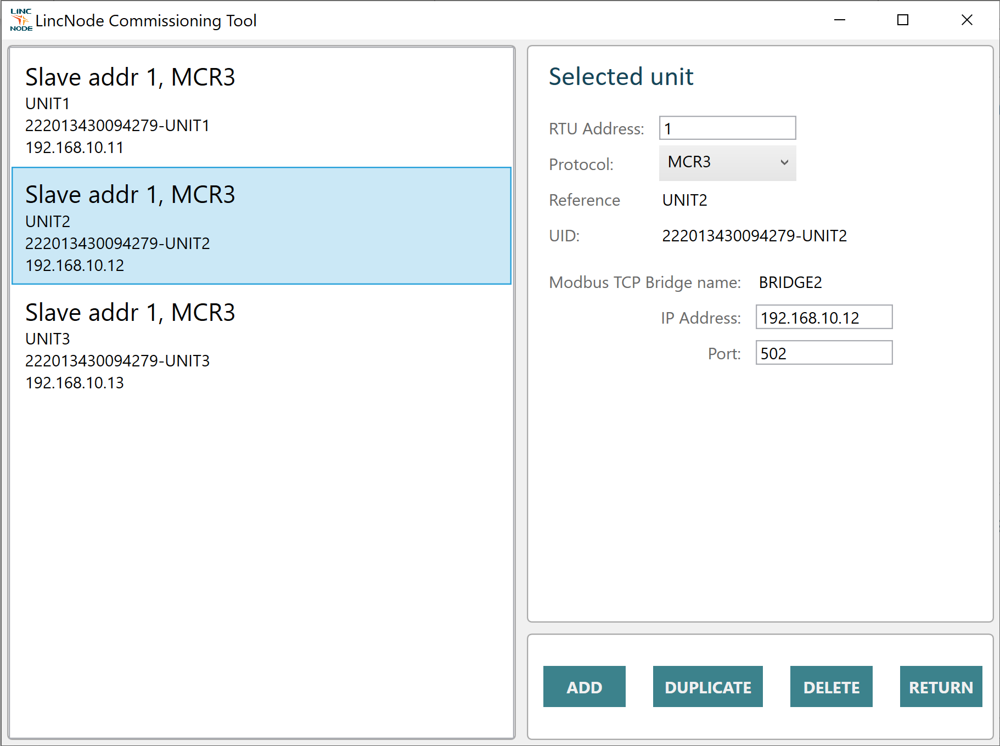 LINC
NODE
LincNode Commissioning Tool
Slave addr 1, MCR3
UNIT1
222013430094279-UNIT1
192.168.10.11
Slave addr 1, MCR3
UNIT2
222013430094279-UNIT2
192.168.10.12
Slave addr 1, MCR3
UNIT3
222013430094279-UNIT3
192.168.10.13
Selected unit
RTU Address: 1
Protocol: MCR3
Reference UNIT2
UID: 222013430094279-UNIT2
Modbus TCP Bridge name: BRIDGE2
IP Address: 192.168.10.12
Port: 502
ADD DUPLICATE DELETE RETURN